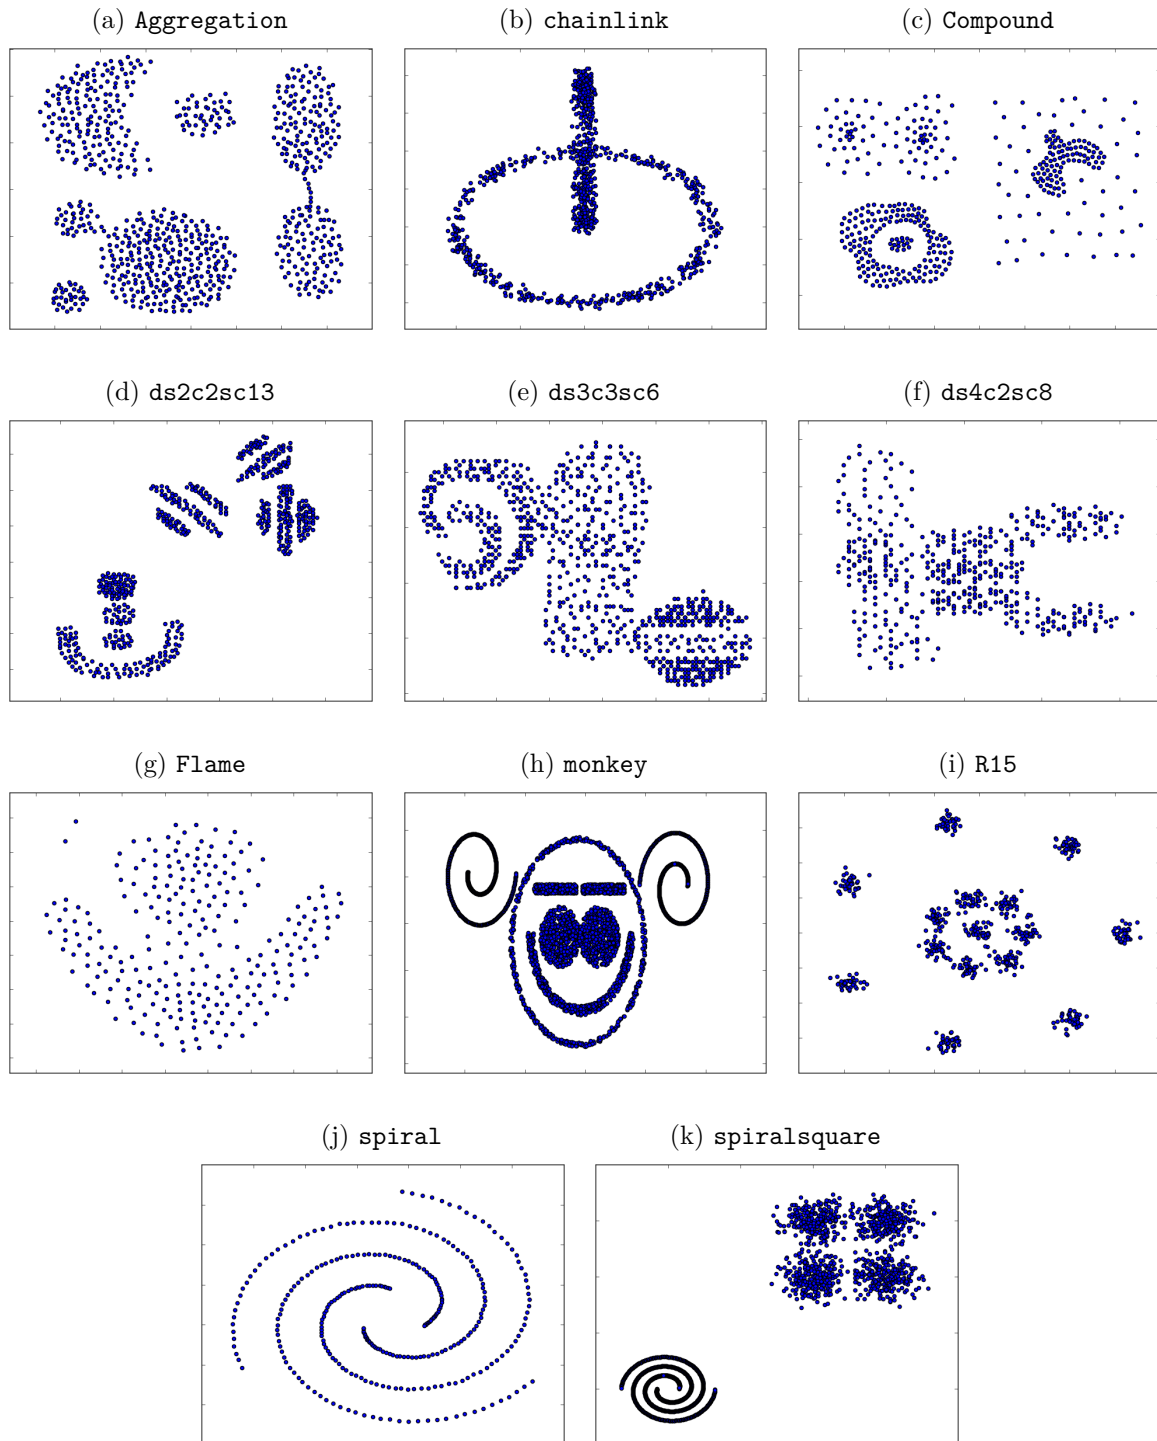 (a) Aggregation
(b) chainlink
(c) Compound
(d) ds2c2sc13
(e) ds3c3sc6
(f) ds4c2sc8
(g) Flame
(h) monkey
(i) R15
(j) spiral
(k) spiralsquare